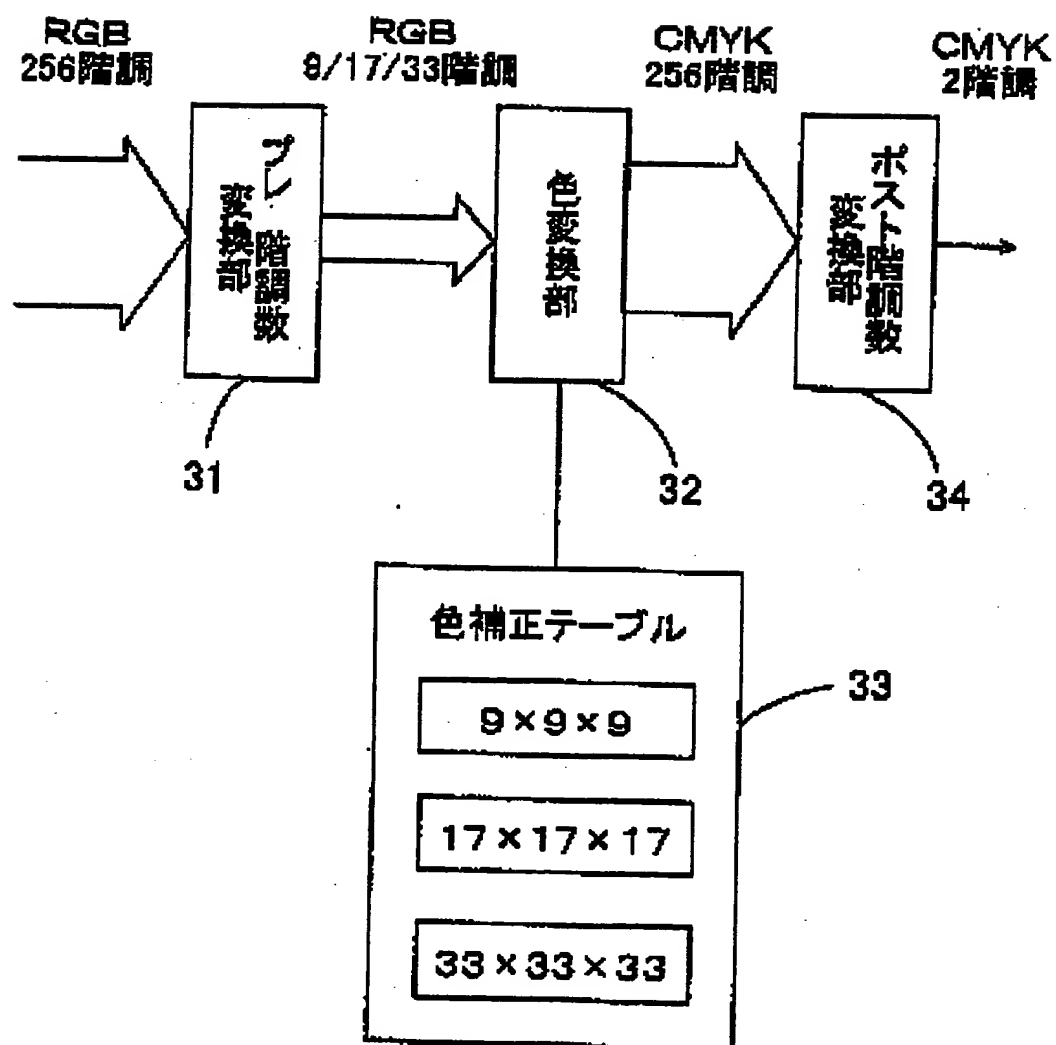 RGB
256階調
RGB
9/17/33階調
CMYK
256階調
CMYK
2階調
プレ階調数
変換部
色変換部
ポスト階調数
変換部
31
32
34
色補正テーブル
33
9×9×9
17×17×17
33×33×33